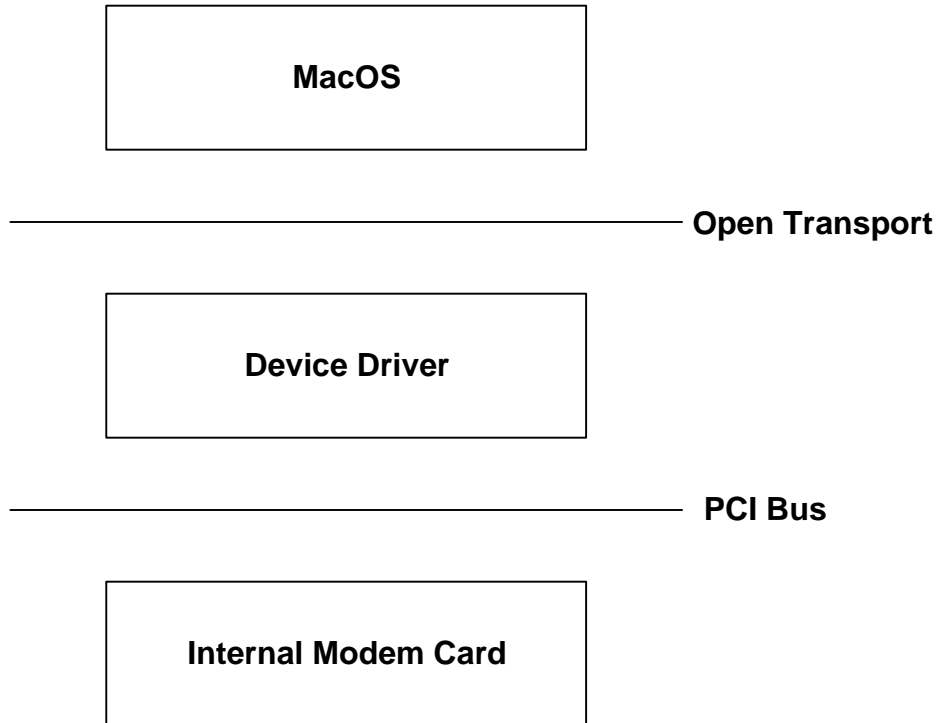 MacOS
Open Transport
Device Driver
PCI Bus
Internal Modem Card